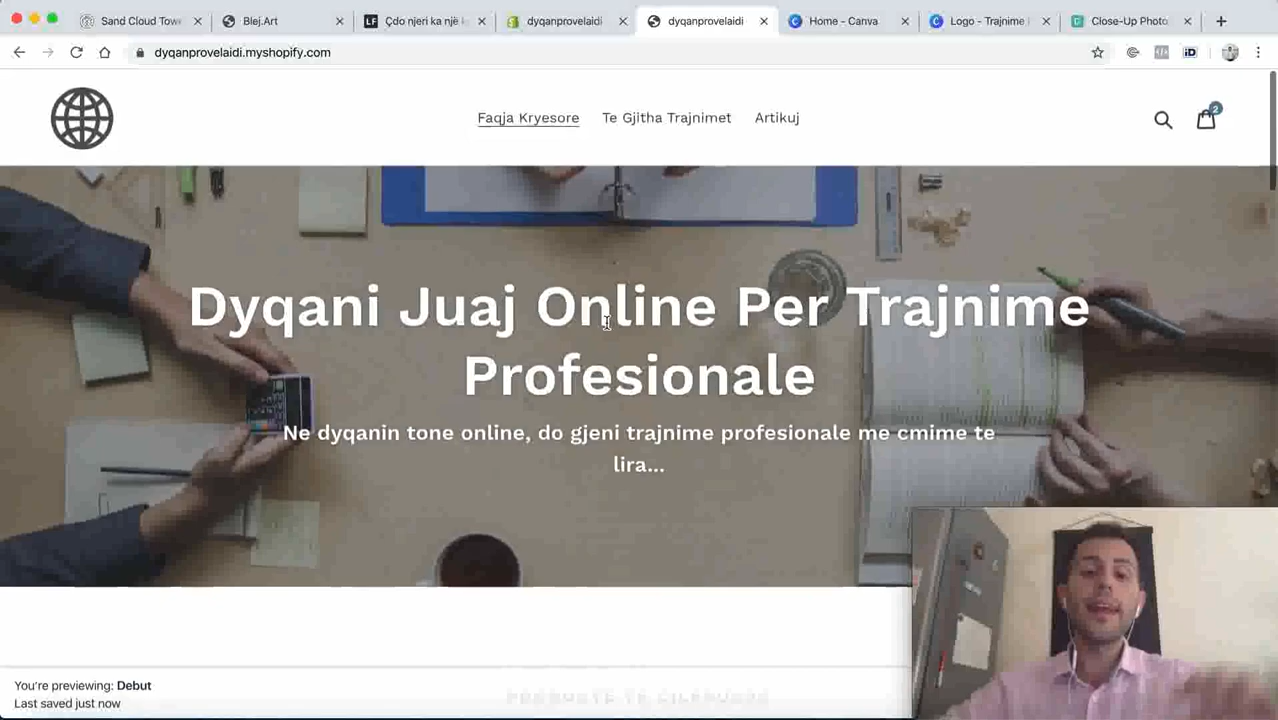 Sand Cloud Tow
Blej.Art
Çdo njeri ka një
dyqanprovelaidi
dyqanprovelaidi
Home - Canva
Logo - Trajnime
Close-Up Photo
dyqanprovelaidi.myshopify.com
Faqja Kryesore
Te Gjitha Trajnimet
Artikuj
2
Dyqani Juaj Online Per Trajnime
Profesionale
Ne dyqanin tone online, do gjeni trajnime profesionale me cmime te
lira...
You're previewing: Debut
Last saved just now